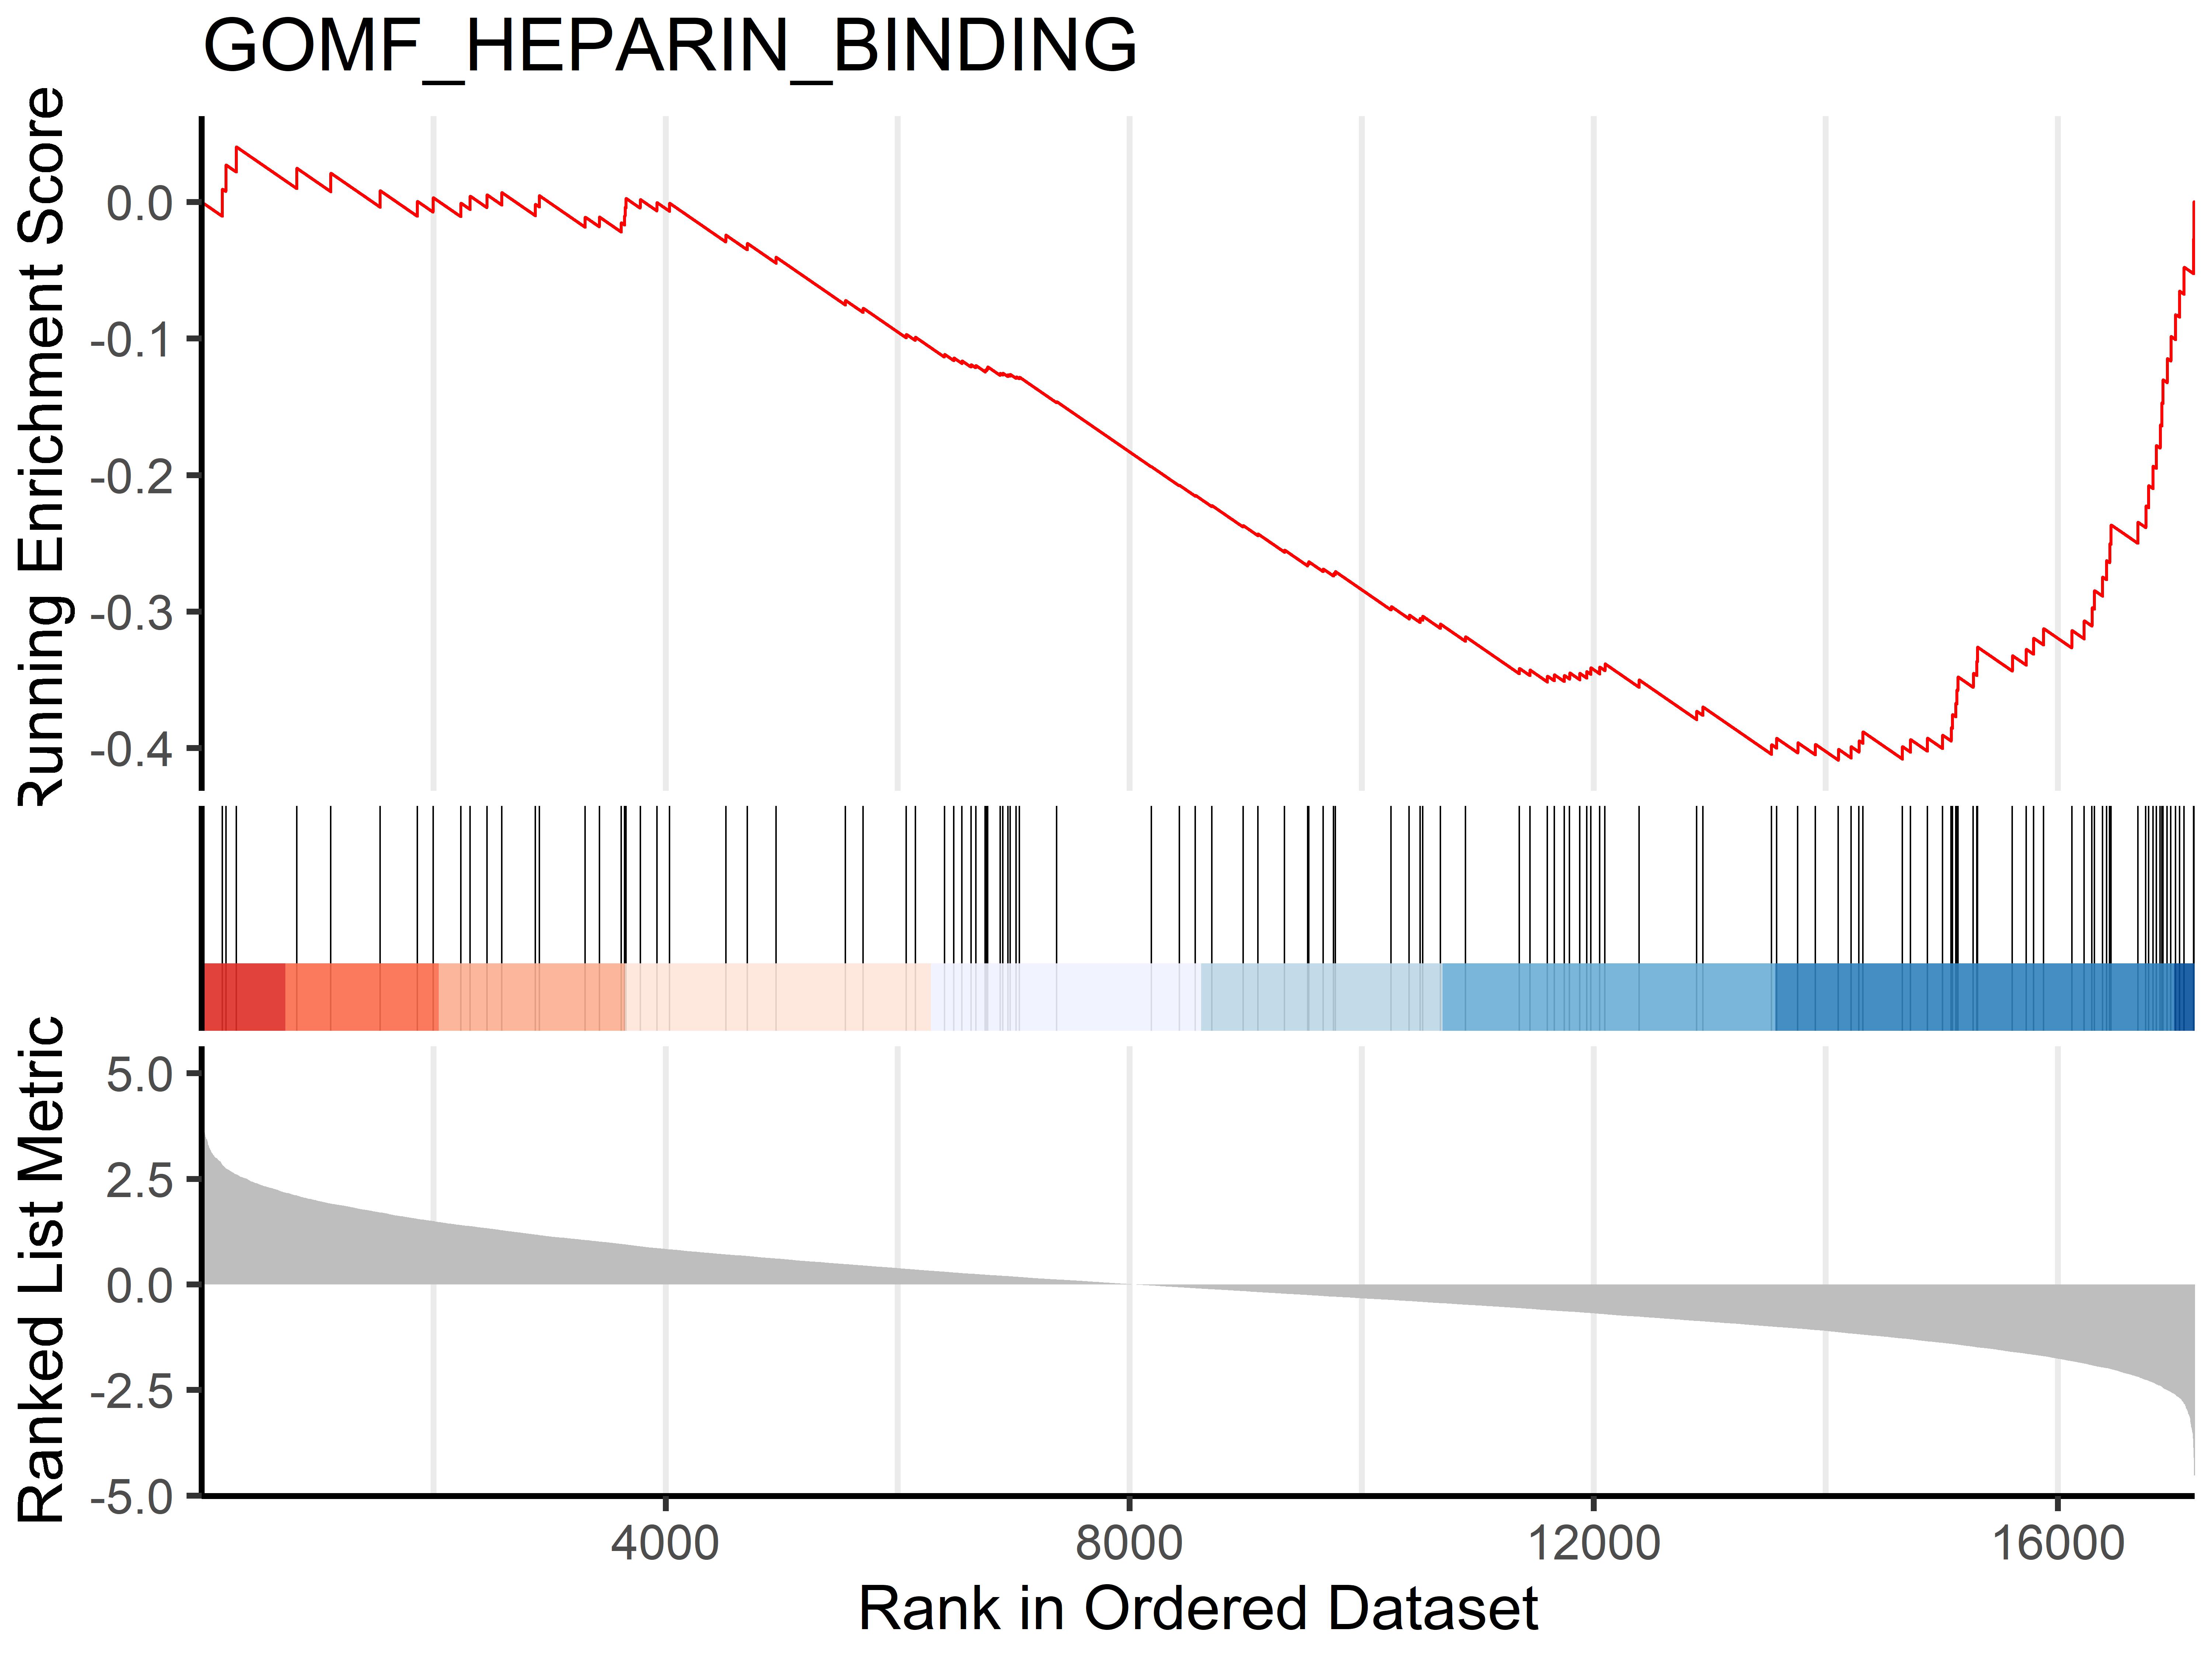 GOMF_HEPARIN_BINDING
Running Enrichment Score
0.0
-0.1
-0.2
-0.3
-0.4
Ranked List Metric
5.0
2.5
0.0
-2.5
-5.0
4000 8000 12000 16000
Rank in Ordered Dataset